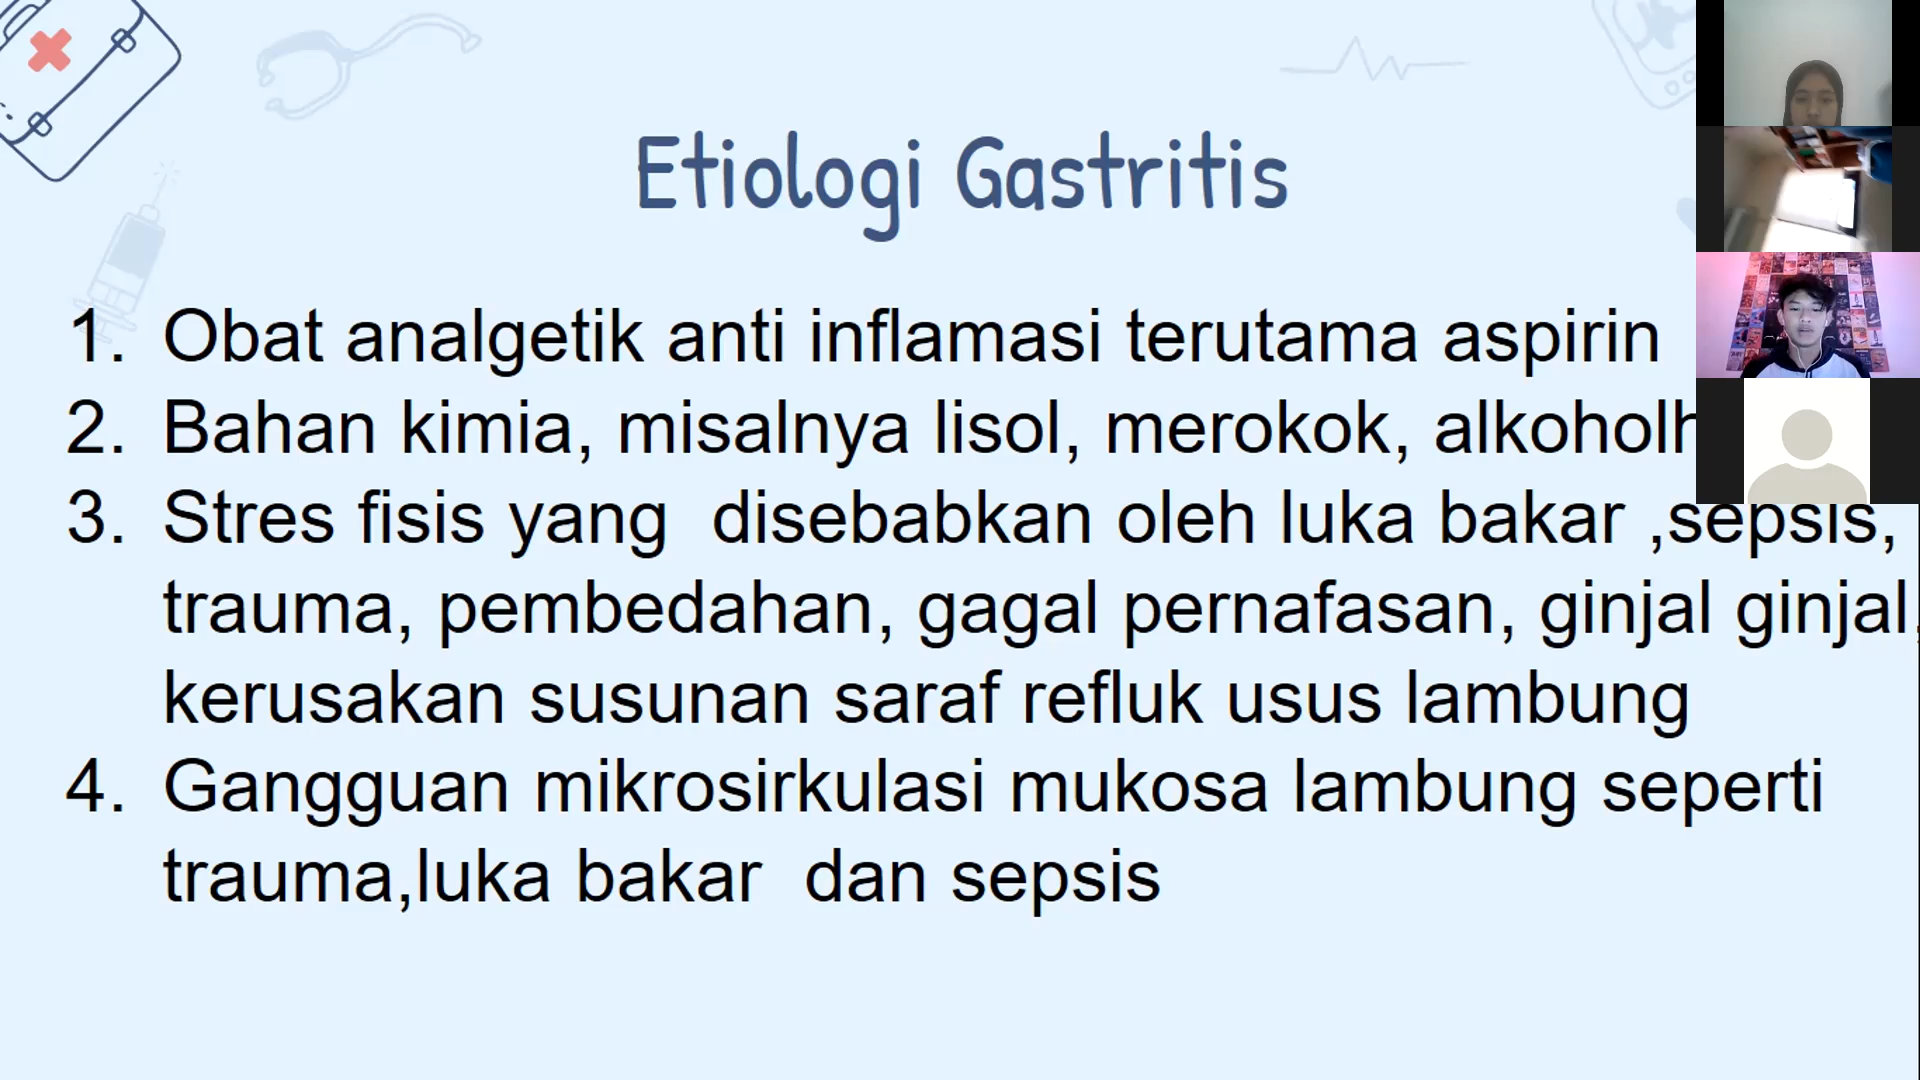 Etiologi Gastritis
1. Obat analgetik anti inflamasi terutama aspirin
2. Bahan kimia, misalnya lisol, merokok,
3. Stres fisis yang  disebabkan oleh luka bakar ,sepsis,
trauma, pembedahan, gagal pernafasan, ginjal ginjal,
kerusakan susunan saraf refluk usus lambung
4. Gangguan mikrosirkulasi mukosa lambung seperti
trauma,luka bakar  dan sepsis